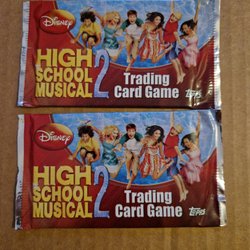 Disney
HIGH
SCHOOL
MUSICAL 2
Trading
Card Game
Topps
Disney
HIGH
SCHOOL
MUSICAL 2
Trading
Card Game
Topps